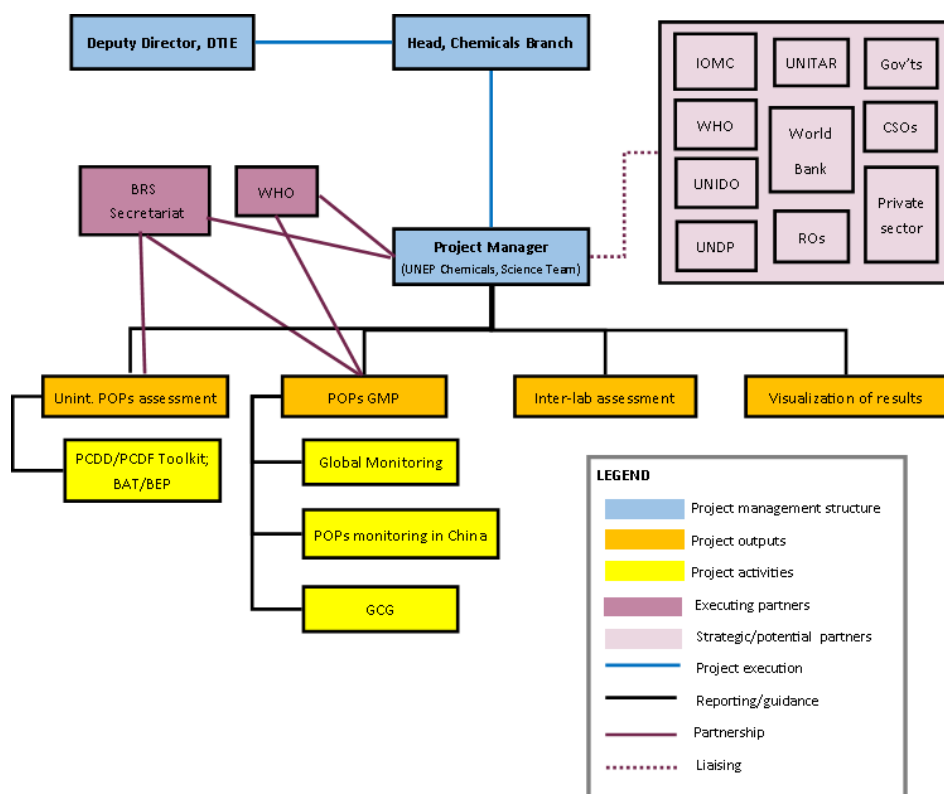 Deputy Director, DTIE
Head, Chemicals Branch
IOMC
UNITAR
Gov'ts
WHO
World
Bank
CSOs
UNIDO
Private
sector
UNDP
ROs
BRS
Secretariat
WHO
Project Manager
(UNEP Chemicals, Science Team)
Unint. POPs assessment
POPs GMP
Inter-lab assessment
Visualization of results
PCDD/PCDF Toolkit;
BAT/BEP
Global Monitoring
POPs monitoring in China
GCG
LEGEND
Project management structure
Project outputs
Project activities
Executing partners
Strategic/potential partners
Project execution
Reporting/guidance
Partnership
Liaising